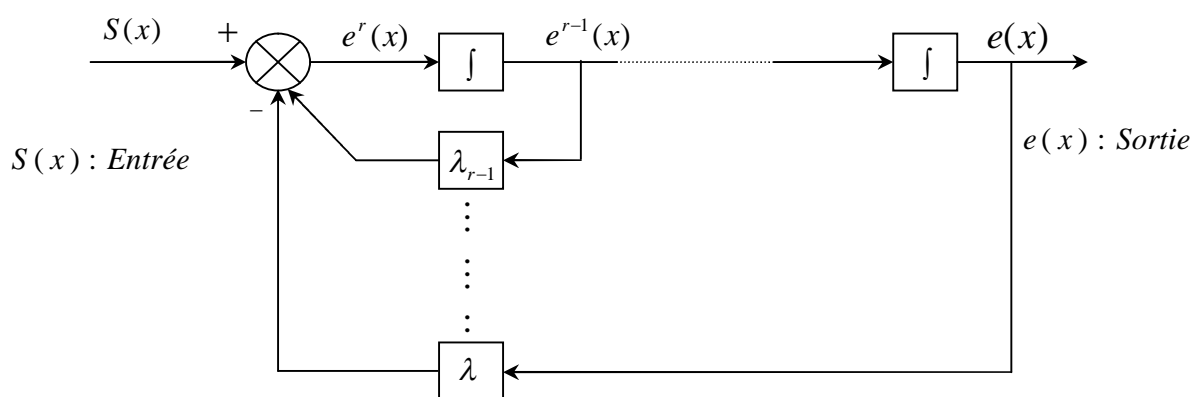 S(x) + e^r(x) ∫ e^{r−1}(x) ∫ e(x)
−
S(x) : Entrée
λ_{r−1}
e(x) : Sortie
λ